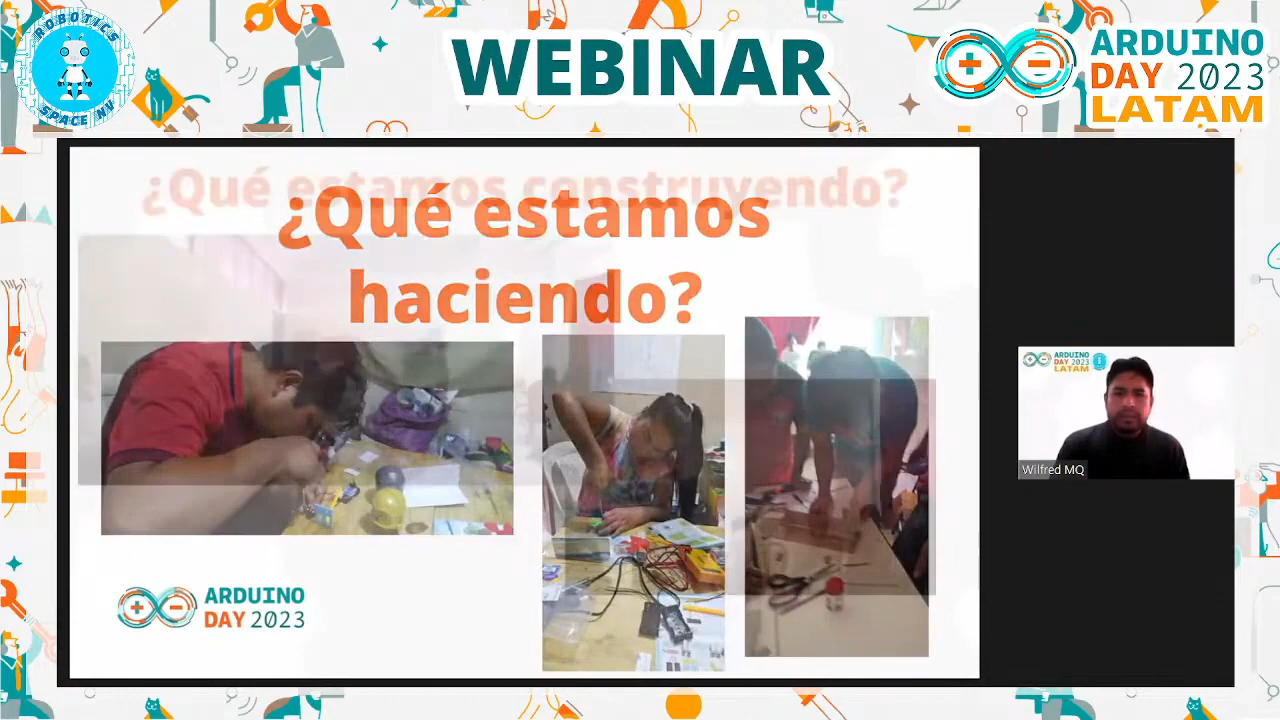 ROBOTICS
SPACE NV
WEBINAR
ARDUINO
DAY 2023
LATAM
¿Qué estamos construyendo?
¿Qué estamos
haciendo?
ARDUINO
DAY 2023
ARDUINO
DAY 2023
LATAM
Wilfred MQ